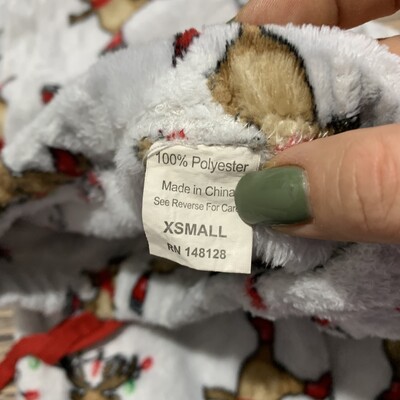 100% Polyester
Made in China
See Reverse For Care
XSMALL
RN 148128